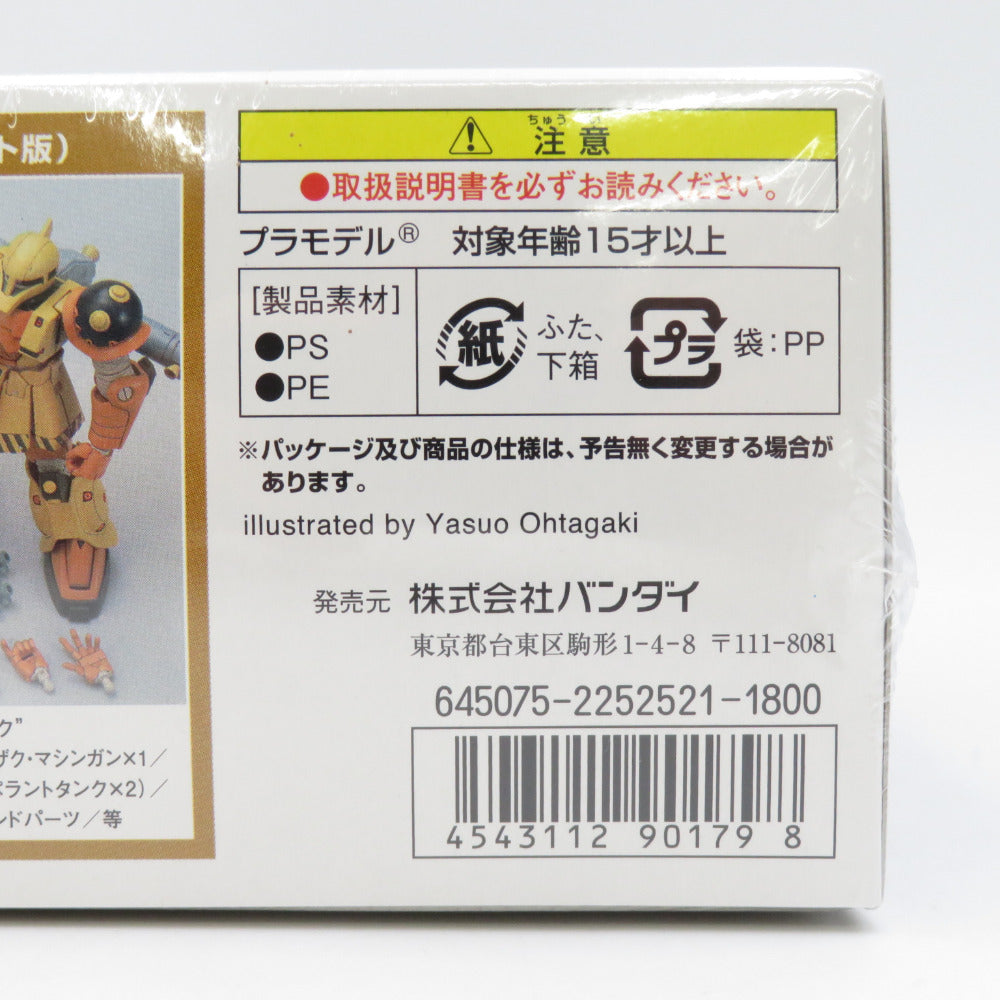 ト版）
⚠ 注意
ちゅう い
●取扱説明書を必ずお読みください。
プラモデル® 対象年齢15才以上
[製品素材]
●PS
●PE
紙
ふた、
下箱
プラ
袋：PP
※パッケージ及び商品の仕様は、予告無く変更する場合が
あります。
illustrated by Yasuo Ohtagaki
発売元 株式会社バンダイ
東京都台東区駒形1-4-8 〒111-8081
645075-2252521-1800
4543112 90179 8
ク”
ザク・マシンガン×1／
ペラントタンク×2）／
ンドパーツ／等